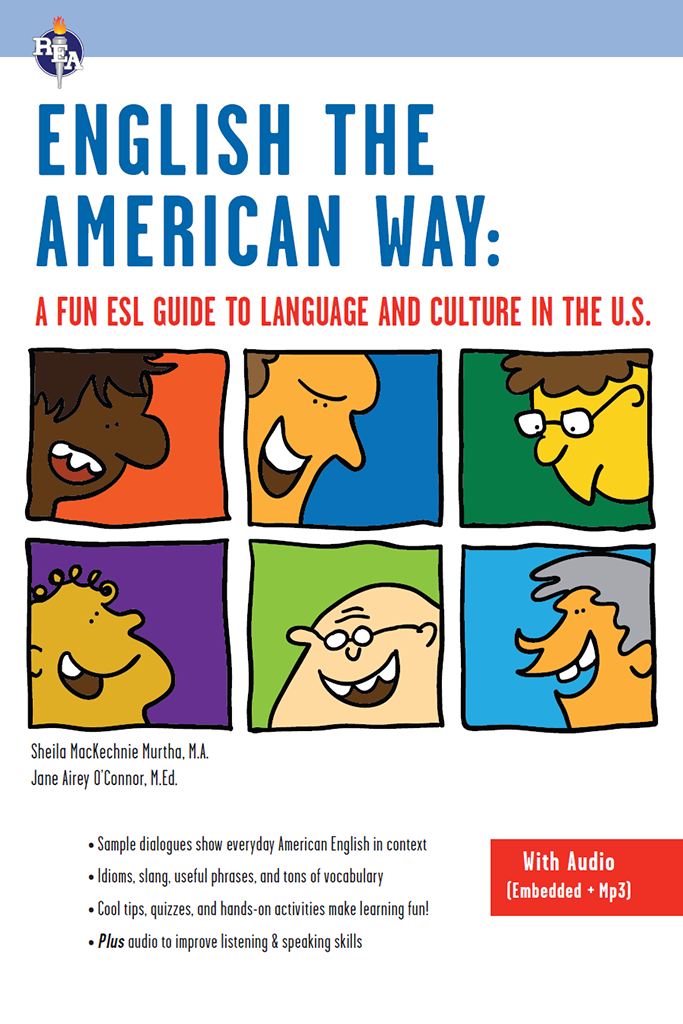 REA
ENGLISH THE
AMERICAN WAY:
A FUN ESL GUIDE TO LANGUAGE AND CULTURE IN THE U.S.
Sheila MacKechnie Murtha, M.A.
Jane Airey O'Connor, M.Ed.
• Sample dialogues show everyday American English in context
• Idioms, slang, useful phrases, and tons of vocabulary
• Cool tips, quizzes, and hands-on activities make learning fun!
• Plus audio to improve listening & speaking skills
With Audio
(Embedded + Mp3)